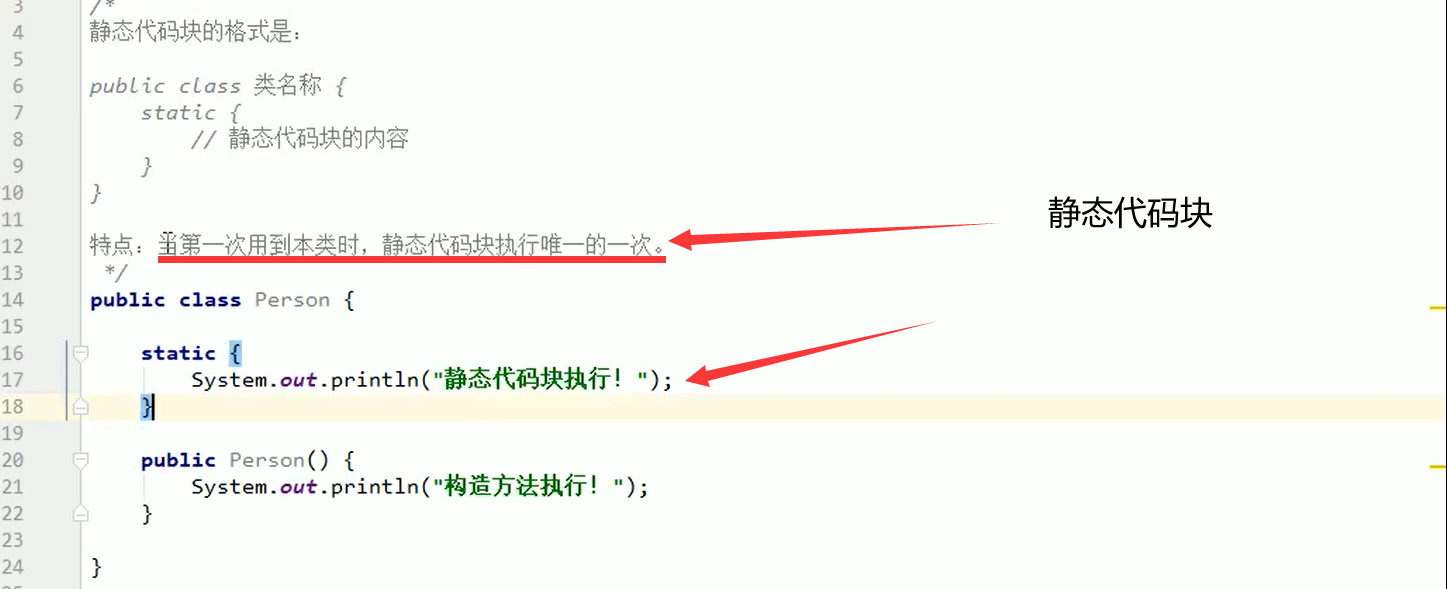 3 /*
4 静态代码块的格式是：
5
6 public class 类名称 {
7 static {
8 // 静态代码块的内容
9 }
10 }
11
静态代码块
12 特点：当第一次用到本类时，静态代码块执行唯一的一次。
13 */
14 public class Person {
15
16 static {
17 System.out.println("静态代码块执行！");
18 }
19
20 public Person() {
21 System.out.println("构造方法执行！");
22 }
23
24 }